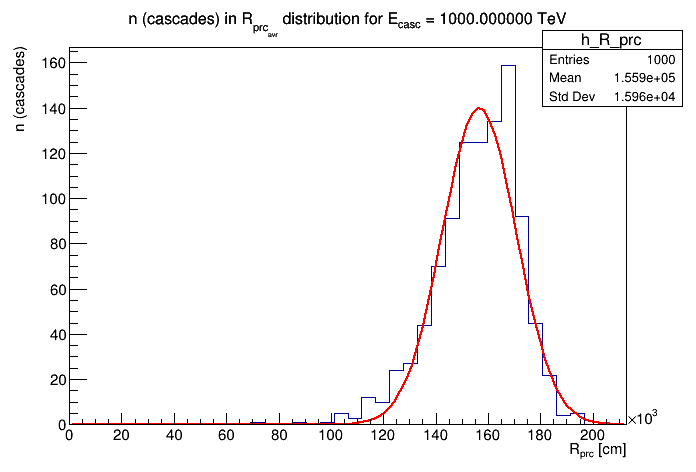 n (cascades) in R_prc_awr distribution for E_casc = 1000.000000 TeV
h_R_prc
Entries 1000
Mean 1.559e+05
Std Dev 1.596e+04
n (cascades)
160
140
120
100
80
60
40
20
0
0 20 40 60 80 100 120 140 160 180 200
×10³
R_prc [cm]